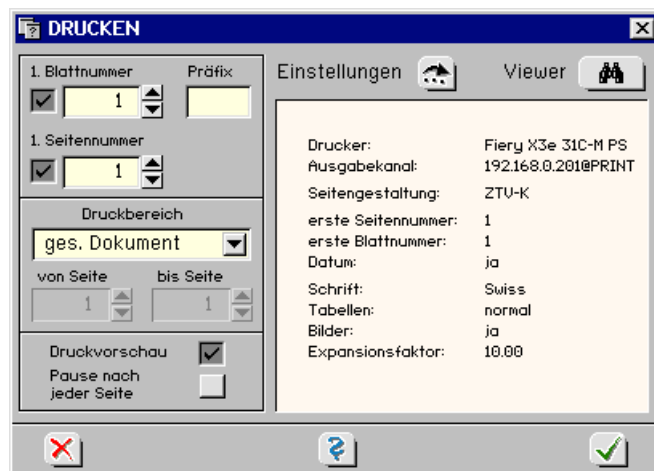 DRUCKEN
1. Blattnummer Präfix
1
1. Seitennummer
1
Druckbereich
ges. Dokument
von Seite bis Seite
1 1
Druckvorschau
Pause nach
jeder Seite
Einstellungen Viewer
Drucker: Fiery X3e 31C-M PS
Ausgabekanal: 192.168.0.201@PRINT
Seitengestaltung: ZTV-K
erste Seitennummer: 1
erste Blattnummer: 1
Datum: ja
Schrift: Swiss
Tabellen: normal
Bilder: ja
Expansionsfaktor: 10.00